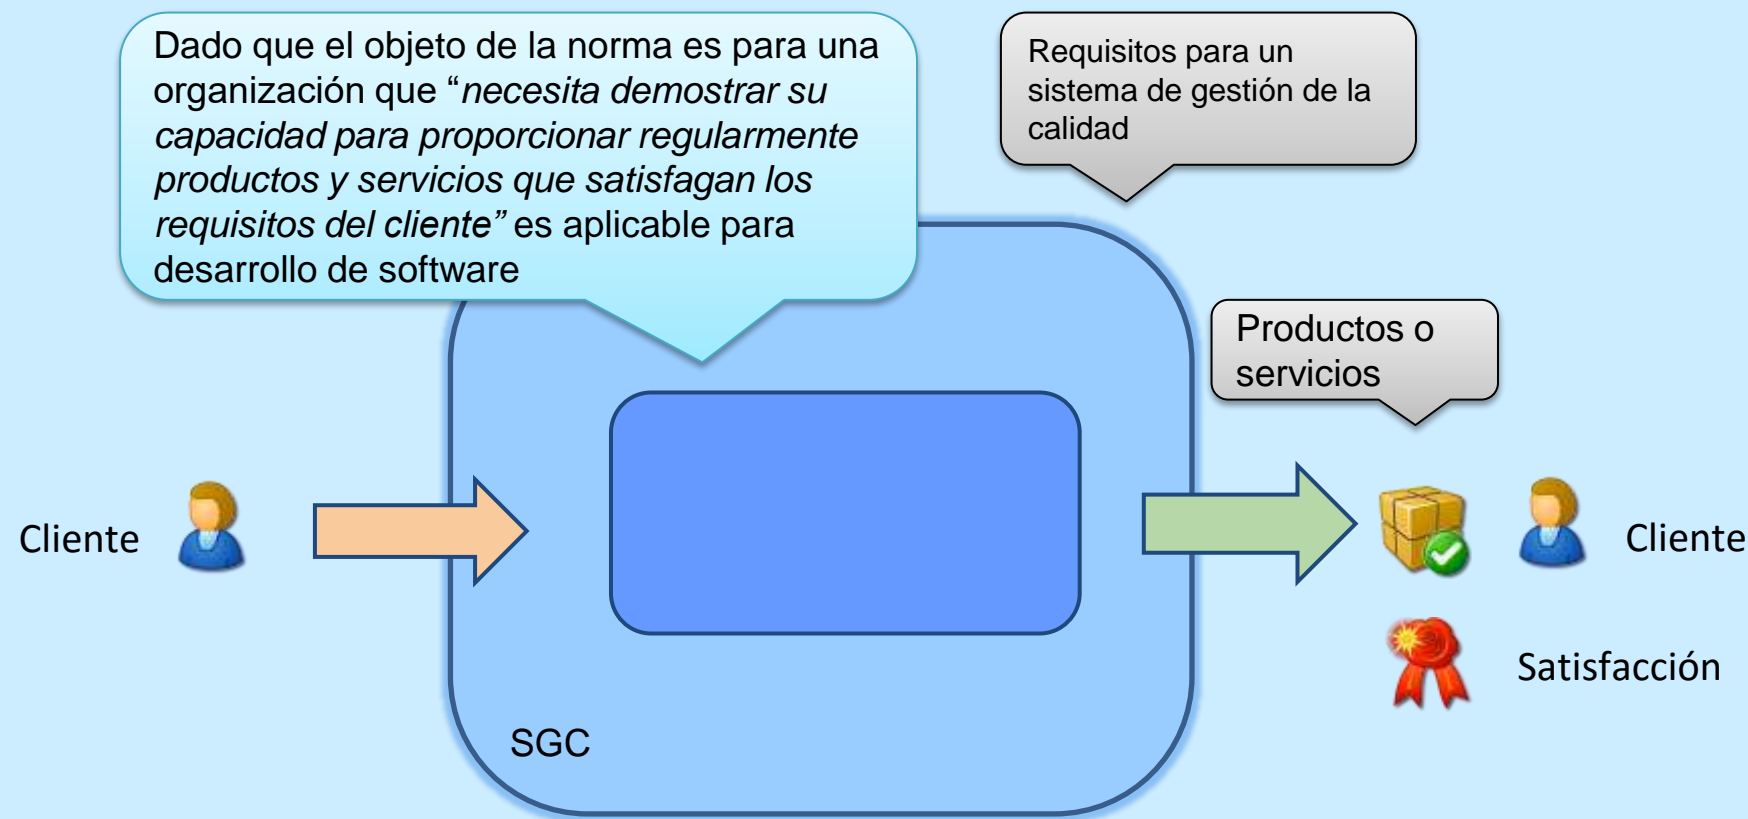 Dado que el objeto de la norma es para una
organización que “necesita demostrar su
capacidad para proporcionar regularmente
productos y servicios que satisfagan los
requisitos del cliente” es aplicable para
desarrollo de software
Requisitos para un
sistema de gestión de la
calidad
Productos o
servicios
Cliente
Cliente
Satisfacción
SGC